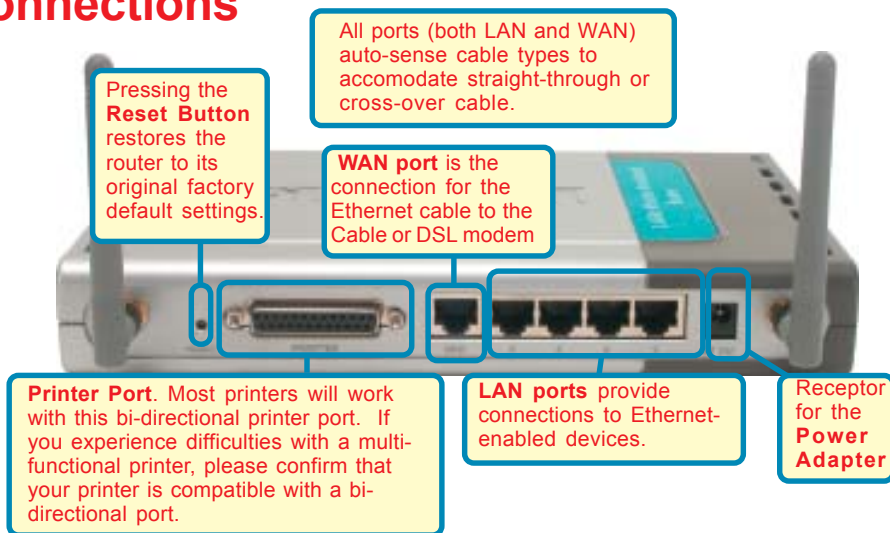 onnections
All ports (both LAN and WAN)
auto-sense cable types to
accomodate straight-through or
cross-over cable.
Pressing the
Reset Button
restores the
router to its
original factory
default settings.
WAN port is the
connection for the
Ethernet cable to the
Cable or DSL modem
Printer Port. Most printers will work
with this bi-directional printer port. If
you experience difficulties with a multi-
functional printer, please confirm that
your printer is compatible with a bi-
directional port.
LAN ports provide
connections to Ethernet-
enabled devices.
Receptor
for the
Power
Adapter